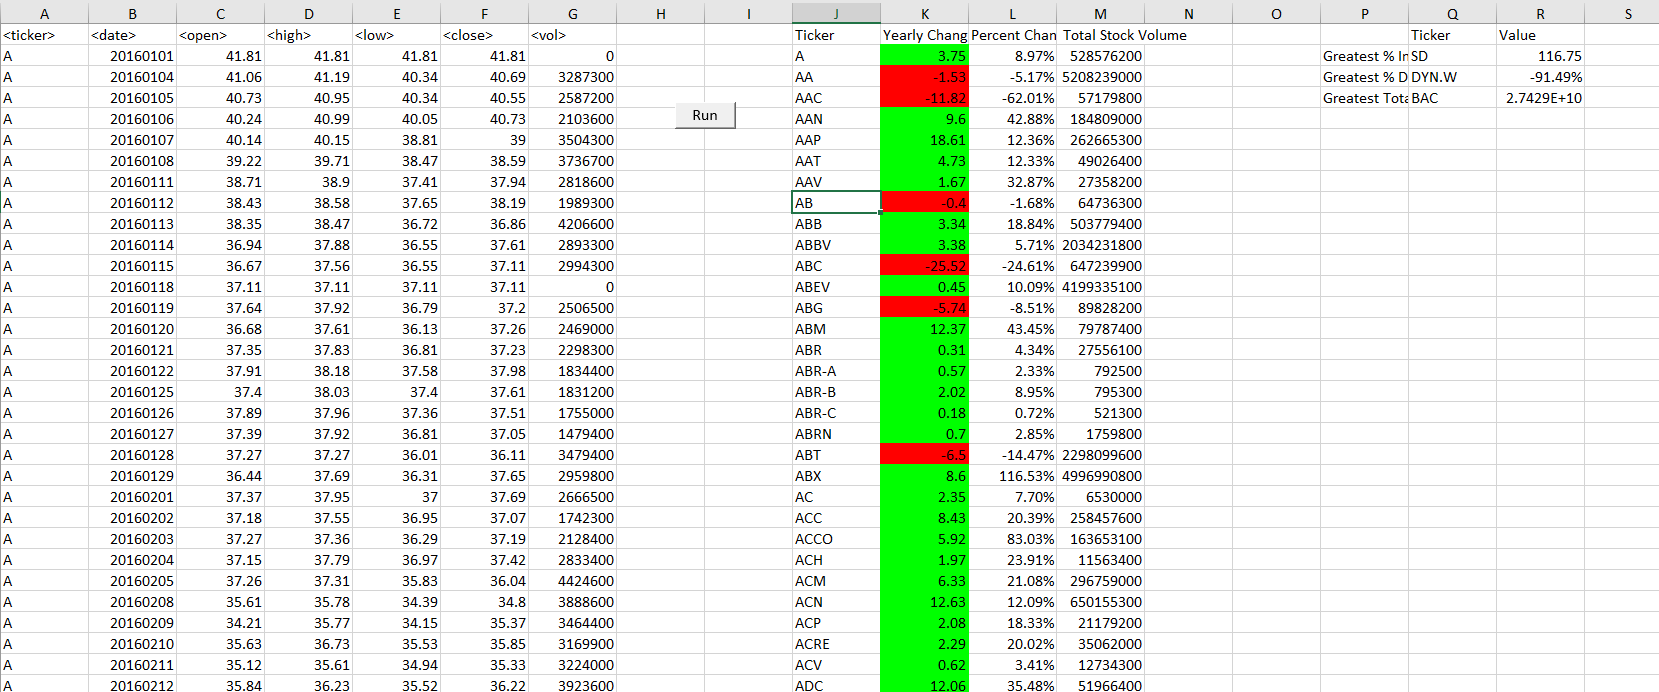 A B C D E F G H I J K L M N O P Q R S
<ticker> <date> <open> <high> <low> <close> <vol> Ticker Yearly Chang Percent Chan Total Stock Volume Ticker Value
A 20160101 41.81 41.81 41.81 41.81 0 A 3.75 8.97% 528576200 Greatest % In SD 116.75
A 20160104 41.06 41.19 40.34 40.69 3287300 AA -1.53 -5.17% 5208239000 Greatest % D DYN.W -91.49%
A 20160105 40.73 40.95 40.34 40.55 2587200 AAC -11.82 -62.01% 57179800 Greatest Tota BAC 2.7429E+10
A 20160106 40.24 40.99 40.05 40.73 2103600 Run AAN 9.6 42.88% 184809000
A 20160107 40.14 40.15 38.81 39 3504300 AAP 18.61 12.36% 262665300
A 20160108 39.22 39.71 38.47 38.59 3736700 AAT 4.73 12.33% 49026400
A 20160111 38.71 38.9 37.41 37.94 2818600 AAV 1.67 32.87% 27358200
A 20160112 38.43 38.58 37.65 38.19 1989300 AB -0.4 -1.68% 64736300
A 20160113 38.35 38.47 36.72 36.86 4206600 ABB 3.34 18.84% 503779400
A 20160114 36.94 37.88 36.55 37.61 2893300 ABBV 3.38 5.71% 2034231800
A 20160115 36.67 37.56 36.55 37.11 2994300 ABC -25.52 -24.61% 647239900
A 20160118 37.11 37.11 37.11 37.11 0 ABEV 0.45 10.09% 4199335100
A 20160119 37.64 37.92 36.79 37.2 2506500 ABG -5.74 -8.51% 89828200
A 20160120 36.68 37.61 36.13 37.26 2469000 ABM 12.37 43.45% 79787400
A 20160121 37.35 37.83 36.81 37.23 2298300 ABR 0.31 4.34% 27556100
A 20160122 37.91 38.18 37.58 37.98 1834400 ABR-A 0.57 2.33% 792500
A 20160125 37.4 38.03 37.4 37.61 1831200 ABR-B 2.02 8.95% 795300
A 20160126 37.89 37.96 37.36 37.51 1755000 ABR-C 0.18 0.72% 521300
A 20160127 37.39 37.92 36.81 37.05 1479400 ABRN 0.7 2.85% 1759800
A 20160128 37.27 37.27 36.01 36.11 3479400 ABT -6.5 -14.47% 2298099600
A 20160129 36.44 37.69 36.31 37.65 2959800 ABX 8.6 116.53% 4996990800
A 20160201 37.37 37.95 37 37.69 2666500 AC 2.35 7.70% 6530000
A 20160202 37.18 37.55 36.95 37.07 1742300 ACC 8.43 20.39% 258457600
A 20160203 37.27 37.36 36.29 37.19 2128400 ACCO 5.92 83.03% 163653100
A 20160204 37.15 37.79 36.97 37.42 2833400 ACH 1.97 23.91% 11563400
A 20160205 37.26 37.31 35.83 36.04 4424600 ACM 6.33 21.08% 296759000
A 20160208 35.61 35.78 34.39 34.8 3888600 ACN 12.63 12.09% 650155300
A 20160209 34.21 35.77 34.15 35.37 3464400 ACP 2.08 18.33% 21179200
A 20160210 35.63 36.73 35.53 35.85 3169900 ACRE 2.29 20.02% 35062000
A 20160211 35.12 35.61 34.94 35.33 3224000 ACV 0.62 3.41% 12734300
A 20160212 35.84 36.23 35.52 36.22 3923600 ADC 12.06 35.48% 51966400